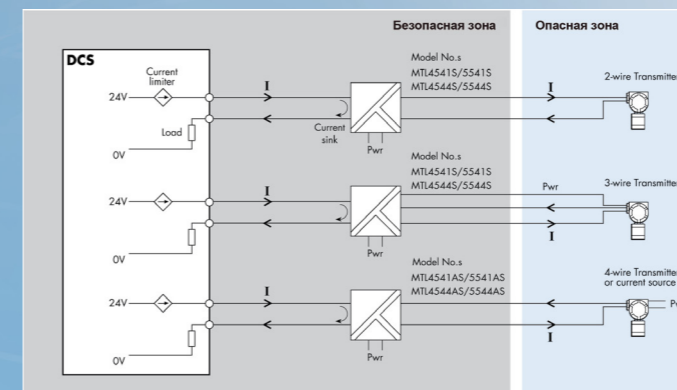 Безопасная зона
Опасная зона
DCS
Current
limiter
24V
Load
0V
I
Current
sink
Model No.s
MTL4541S/5541S
MTL4544S/5544S
Pwr
I
2-wire Transmitter
24V
0V
I
Model No.s
MTL4541S/5541S
MTL4544S/5544S
Pwr
Pwr
I
3-wire Transmitter
24V
0V
I
Model No.s
MTL4541AS/5541AS
MTL4544AS/5544AS
Pwr
I
4-wire Transmitter
or current source